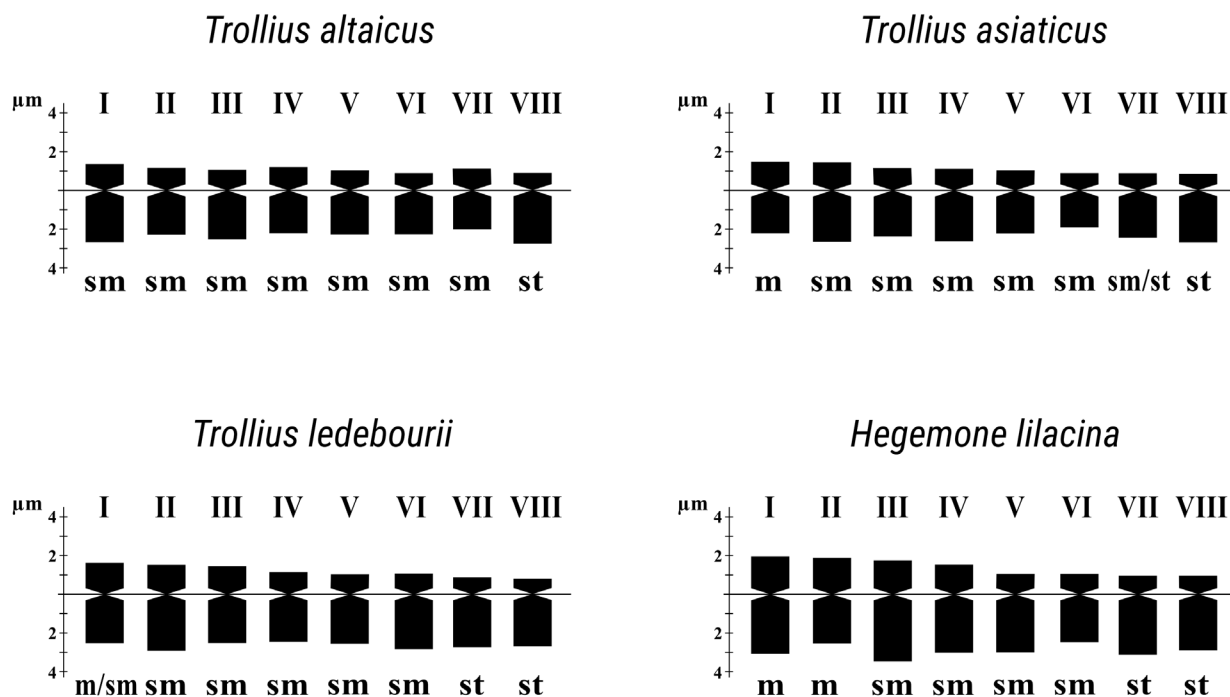 Trollius altaicus
µm I II III IV V VI VII VIII
4
2
2
4
sm sm sm sm sm sm sm st
Trollius asiaticus
µm I II III IV V VI VII VIII
4
2
2
4
m sm sm sm sm sm sm/st st
Trollius ledebourii
µm I II III IV V VI VII VIII
4
2
2
4
m/sm sm sm sm sm sm st st
Hegemone lilacina
µm I II III IV V VI VII VIII
4
2
2
4
m m sm sm sm sm st st